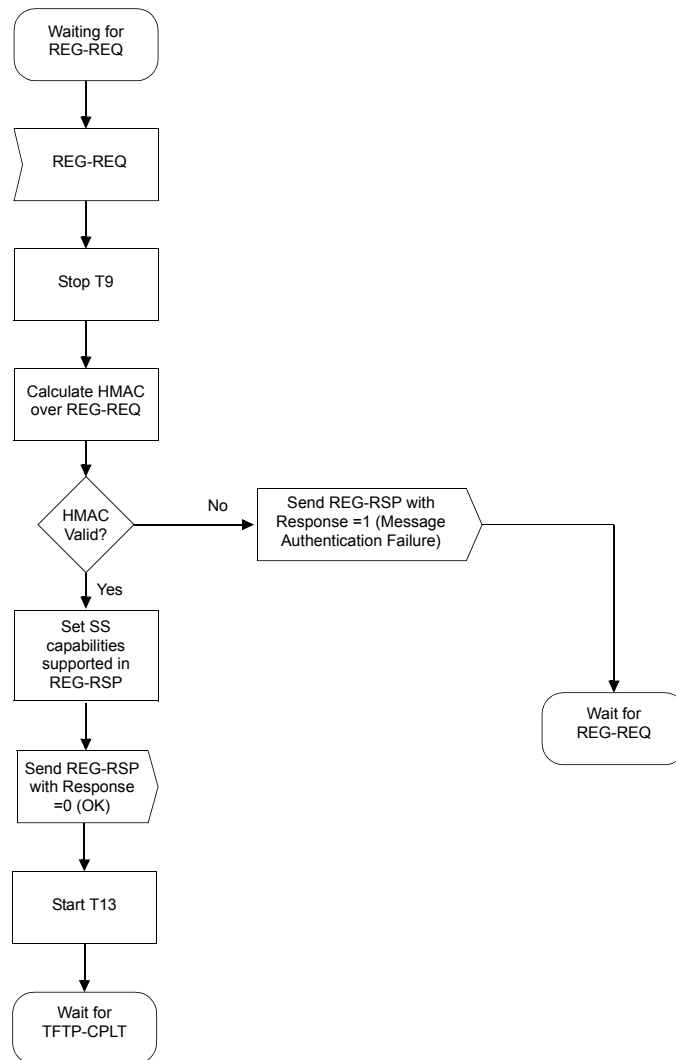 Waiting for
REG-REQ
REG-REQ
Stop T9
Calculate HMAC
over REG-REQ
HMAC
Valid?
No
Send REG-RSP with
Response =1 (Message
Authentication Failure)
Yes
Set SS
capabilities
supported in
REG-RSP
Wait for
REG-REQ
Send REG-RSP
with Response
=0 (OK)
Start T13
Wait for
TFTP-CPLT